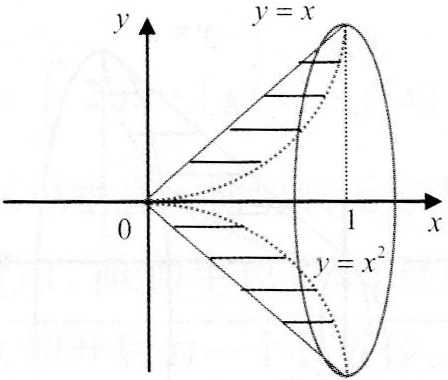 y = x
y
0
1
x
y = x²